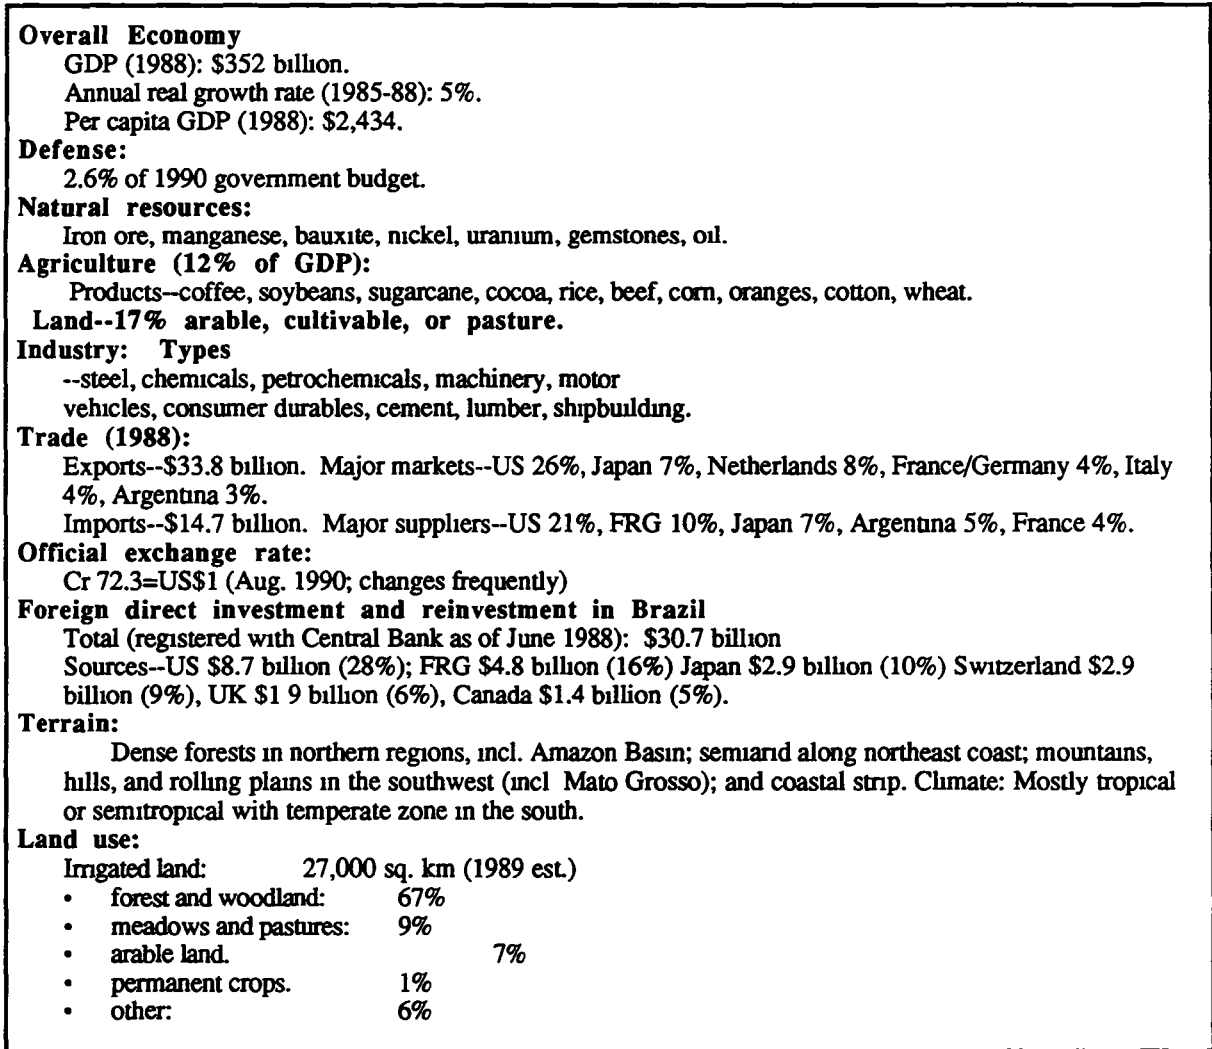 Overall Economy
GDP (1988): $352 billion.
Annual real growth rate (1985-88): 5%.
Per capita GDP (1988): $2,434.
Defense:
2.6% of 1990 government budget.
Natural resources:
Iron ore, manganese, bauxite, nickel, uranium, gemstones, oil.
Agriculture (12% of GDP):
Products--coffee, soybeans, sugarcane, cocoa, rice, beef, corn, oranges, cotton, wheat.
Land--17% arable, cultivable, or pasture.
Industry: Types
--steel, chemicals, petrochemicals, machinery, motor
vehicles, consumer durables, cement, lumber, shipbuilding.
Trade (1988):
Exports--$33.8 billion. Major markets--US 26%, Japan 7%, Netherlands 8%, France/Germany 4%, Italy
4%, Argentina 3%.
Imports--$14.7 billion. Major suppliers--US 21%, FRG 10%, Japan 7%, Argentina 5%, France 4%.
Official exchange rate:
Cr 72.3=US$1 (Aug. 1990; changes frequently)
Foreign direct investment and reinvestment in Brazil
Total (registered with Central Bank as of June 1988): $30.7 billion
Sources--US $8.7 billion (28%); FRG $4.8 billion (16%) Japan $2.9 billion (10%) Switzerland $2.9
billion (9%), UK $1 9 billion (6%), Canada $1.4 billion (5%).
Terrain:
Dense forests in northern regions, incl. Amazon Basin; semiarid along northeast coast; mountains,
hills, and rolling plains in the southwest (incl Mato Grosso); and coastal strip. Climate: Mostly tropical
or semitropical with temperate zone in the south.
Land use:
Irrigated land: 27,000 sq. km (1989 est.)
• forest and woodland: 67%
• meadows and pastures: 9%
• arable land. 7%
• permanent crops. 1%
• other: 6%